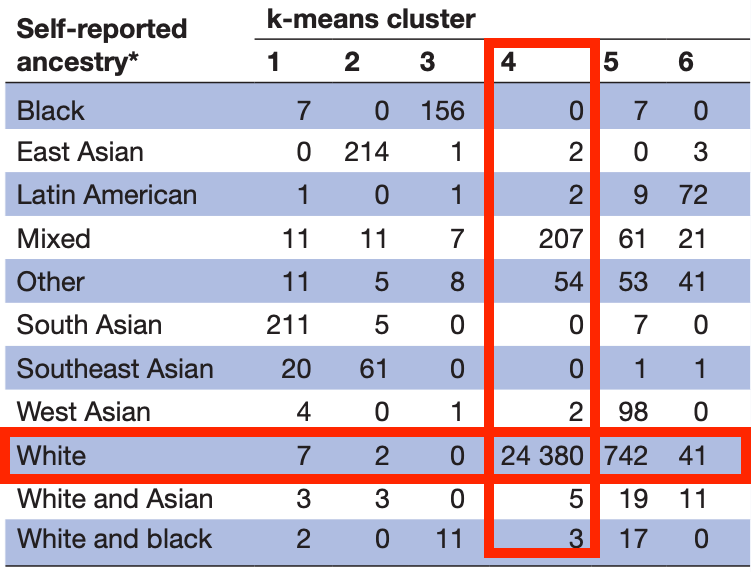 Self-reported ancestry* k-means cluster
1 2 3 4 5 6
Black 7 0 156 0 7 0
East Asian 0 214 1 2 0 3
Latin American 1 0 1 2 9 72
Mixed 11 11 7 207 61 21
Other 11 5 8 54 53 41
South Asian 211 5 0 0 7 0
Southeast Asian 20 61 0 0 1 1
West Asian 4 0 1 2 98 0
White 7 2 0 24 380 742 41
White and Asian 3 3 0 5 19 11
White and black 2 0 11 3 17 0